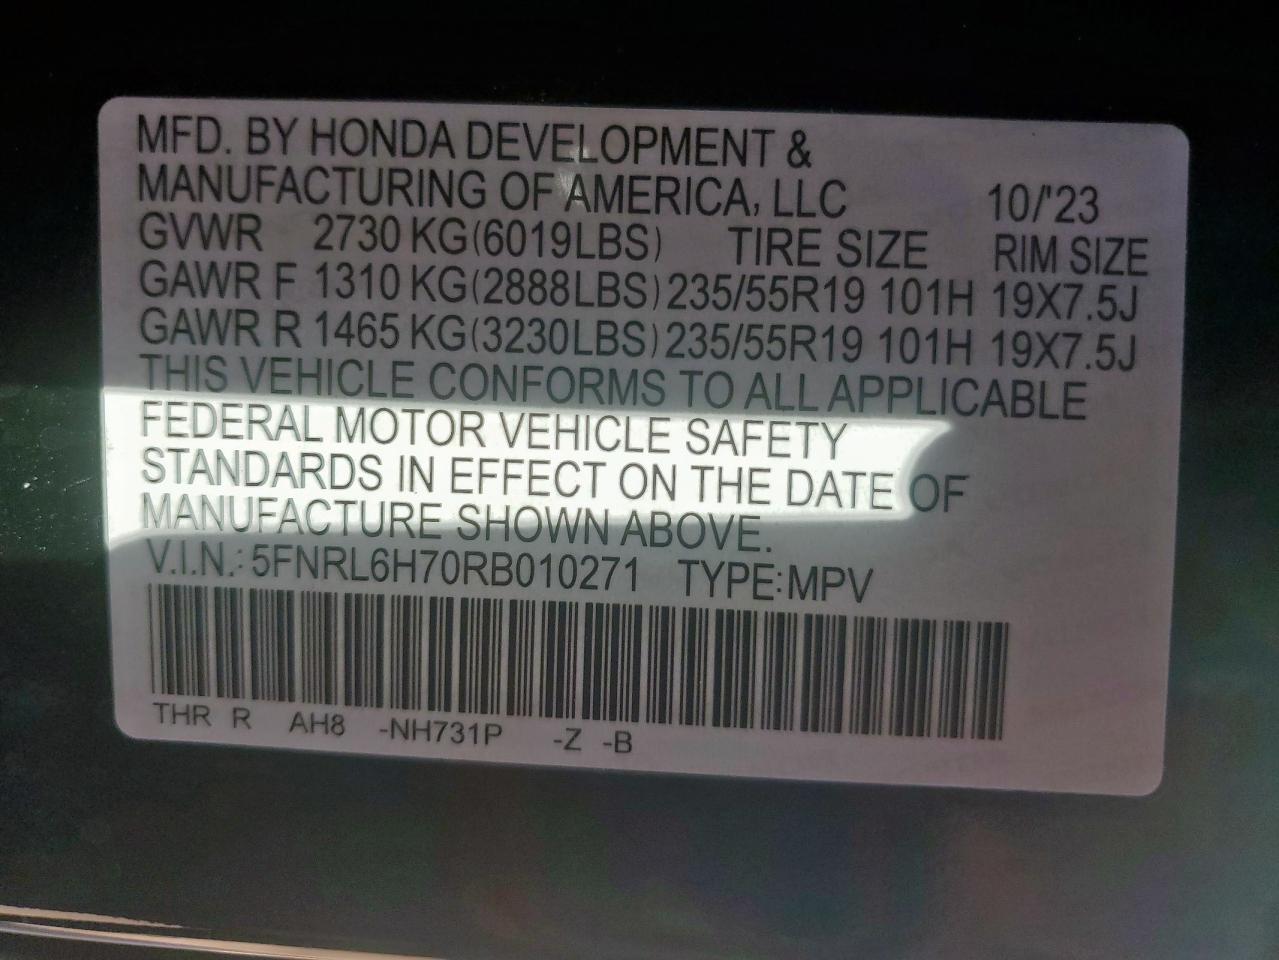 MFD. BY HONDA DEVELOPMENT &
MANUFACTURING OF AMERICA, LLC 10/'23
GVWR 2730 KG(6019LBS) TIRE SIZE RIM SIZE
GAWR F 1310 KG(2888LBS) 235/55R19 101H 19X7.5J
GAWR R 1465 KG(3230LBS) 235/55R19 101H 19X7.5J
THIS VEHICLE CONFORMS TO ALL APPLICABLE
FEDERAL MOTOR VEHICLE SAFETY
STANDARDS IN EFFECT ON THE DATE OF
MANUFACTURE SHOWN ABOVE.
V.I.N.: 5FNRL6H70RB010271 TYPE:MPV
THR R AH8 -NH731P -Z -B